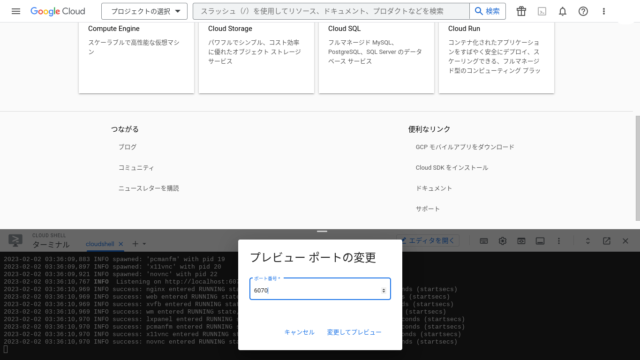 Google Cloud
プロジェクトの選択
スラッシュ（/）を使用してリソース、ドキュメント、プロダクトなどを検索
検索
Compute Engine
スケーラブルで高性能な仮想マシン
Cloud Storage
パワフルでシンプル、コスト効率に優れたオブジェクト ストレージ サービス
Cloud SQL
フルマネージド MySQL、PostgreSQL、SQL Server のデータベース サービス
Cloud Run
コンテナ化されたアプリケーションをすばやく安全にデプロイ、スケーリングできる、フルマネージド型のコンピューティング プラッ
つながる
ブログ
コミュニティ
ニュースレターを購読
便利なリンク
GCP モバイルアプリをダウンロード
Cloud SDK をインストール
ドキュメント
サポート
CLOUD SHELL
ターミナル
cloudshell
エディタを開く
2023-02-02 03:36:09,883 INFO spawned: 'pcmanfm' with pid 19
2023-02-02 03:36:09,897 INFO spawned: 'x11vnc' with pid 20
2023-02-02 03:36:09,921 INFO spawned: 'novnc' with pid 22
2023-02-02 03:36:10,767 INFO Listening on http://localhost:607
2023-02-02 03:36:10,969 INFO success: nginx entered RUNNING sta
onds (startsecs)
2023-02-02 03:36:10,969 INFO success: web entered RUNNING state
ds (startsecs)
2023-02-02 03:36:10,969 INFO success: xvfb entered RUNNING stat
nds (startsecs)
2023-02-02 03:36:10,969 INFO success: wm entered RUNNING state,
s (startsecs)
2023-02-02 03:36:10,970 INFO success: lxpanel entered RUNNING s
conds (startsecs)
2023-02-02 03:36:10,970 INFO success: pcmanfm entered RUNNING s
conds (startsecs)
2023-02-02 03:36:10,970 INFO success: x11vnc entered RUNNING st
onds (startsecs)
2023-02-02 03:36:10,970 INFO success: novnc entered RUNNING sta
nds (startsecs)
プレビュー ポートの変更
ポート番号 *
6070
キャンセル
変更してプレビュー